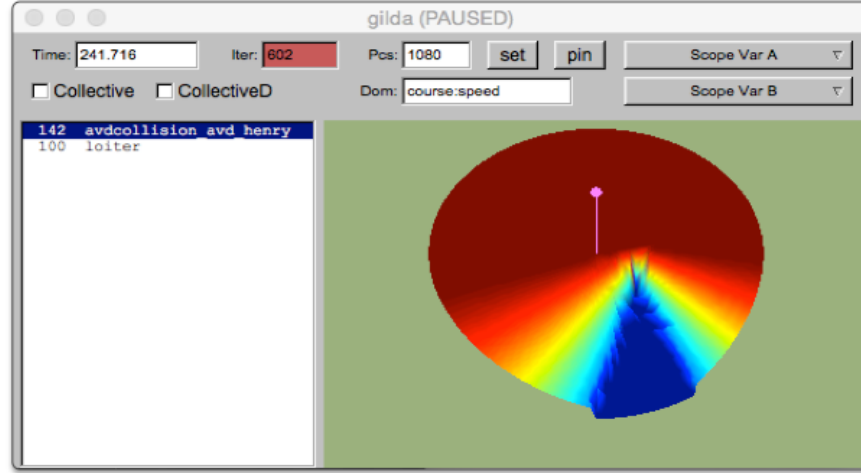 gilda (PAUSED)
Time: 241.716 Iter: 602 Pcs: 1080 set pin Scope Var A
Collective CollectiveD Dom: course:speed Scope Var B
142 avdcollision_avd_henry
100 loiter